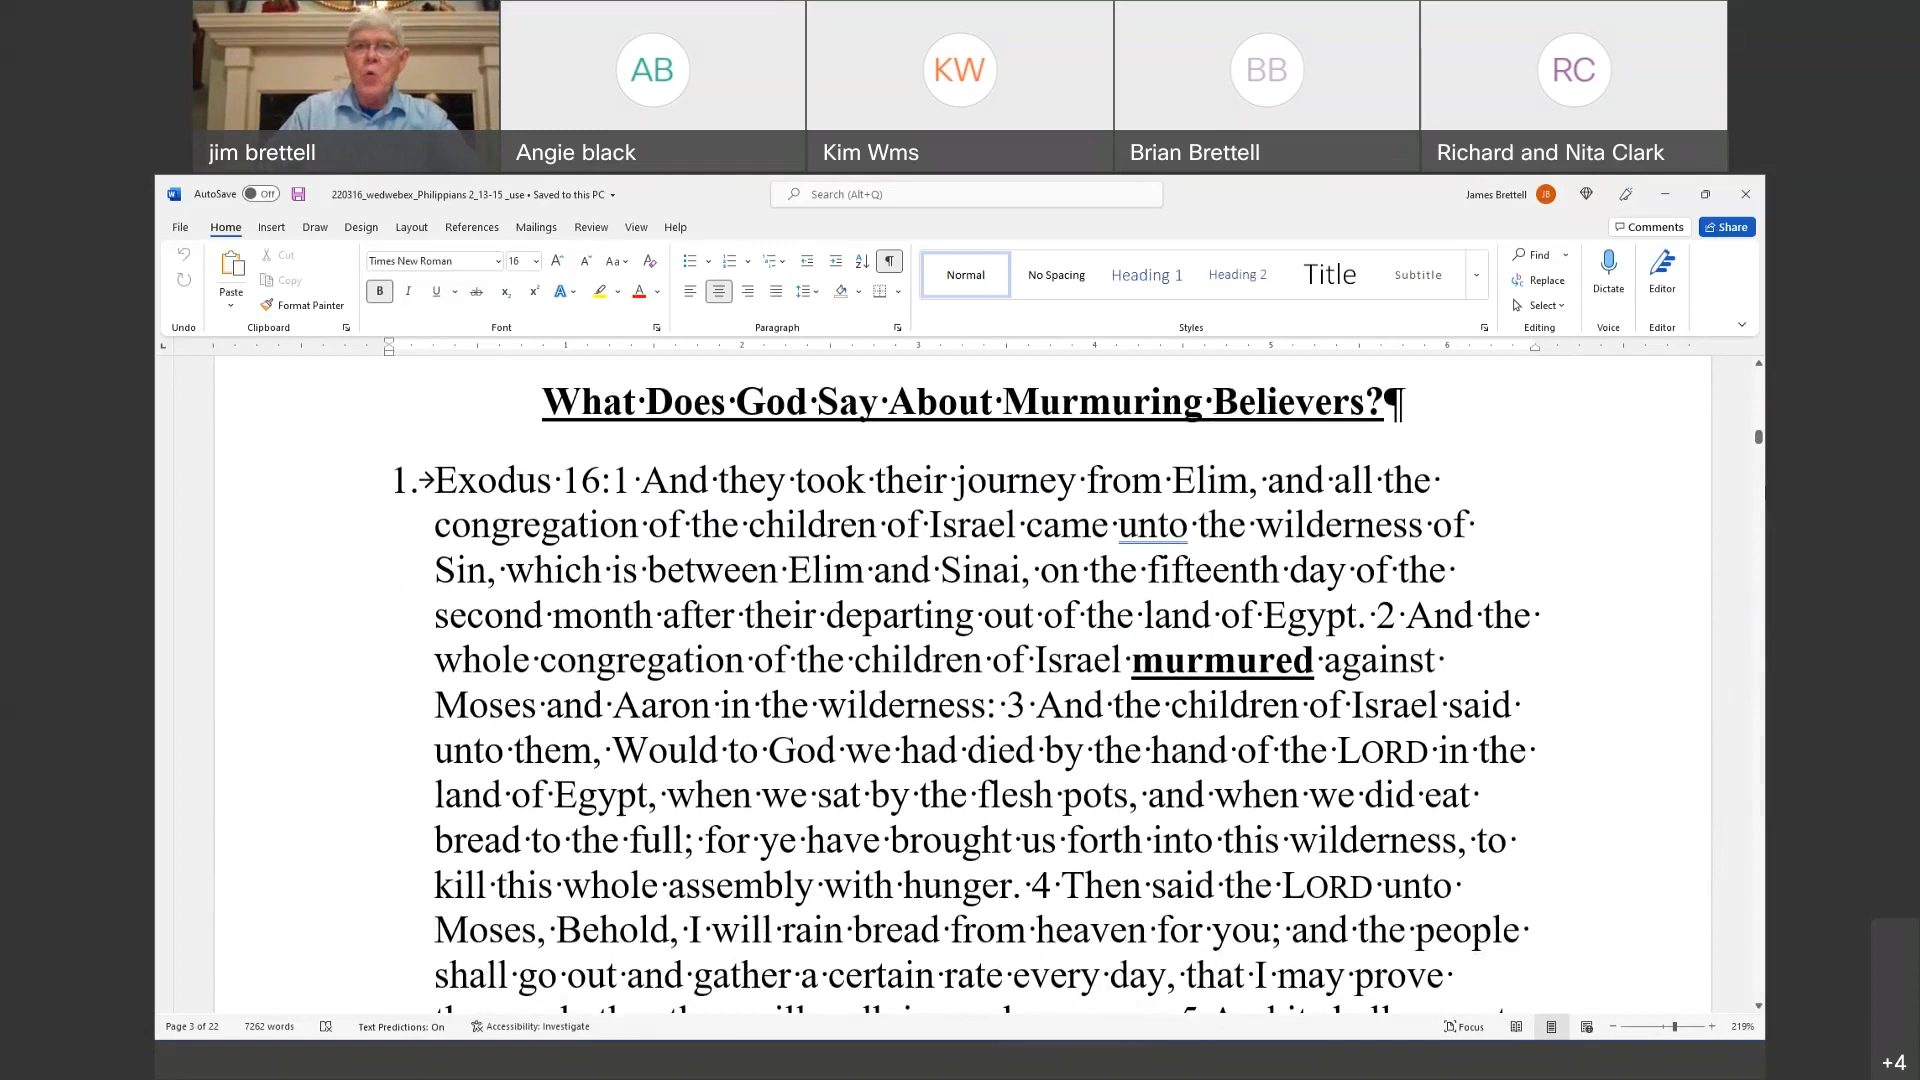 AB
KW
BB
RC
jim brettell
Angie black
Kim Wms
Brian Brettell
Richard and Nita Clark
AutoSave Off
220316_wedwebex_Philippians 2_13-15 _use • Saved to this PC
Search (Alt+Q)
James Brettell JB
File Home Insert Draw Design Layout References Mailings Review View Help
Comments Share
Paste
Cut
Copy
Format Painter
Times New Roman 16
Normal No Spacing Heading 1 Heading 2 Title Subtitle
Find
Replace
Select
Dictate
Editor
Undo Clipboard Font Paragraph Styles Editing Voice Editor
1 2 3 4 5 6
What Does God Say About Murmuring Believers?¶
1. Exodus 16:1 And they took their journey from Elim, and all the
congregation of the children of Israel came unto the wilderness of
Sin, which is between Elim and Sinai, on the fifteenth day of the
second month after their departing out of the land of Egypt. 2 And the
whole congregation of the children of Israel murmured against
Moses and Aaron in the wilderness: 3 And the children of Israel said
unto them, Would to God we had died by the hand of the LORD in the
land of Egypt, when we sat by the flesh pots, and when we did eat
bread to the full; for ye have brought us forth into this wilderness, to
kill this whole assembly with hunger. 4 Then said the LORD unto
Moses, Behold, I will rain bread from heaven for you; and the people
shall go out and gather a certain rate every day, that I may prove
Page 3 of 22 7262 words Text Predictions: On Accessibility: Investigate Focus 219%
+4